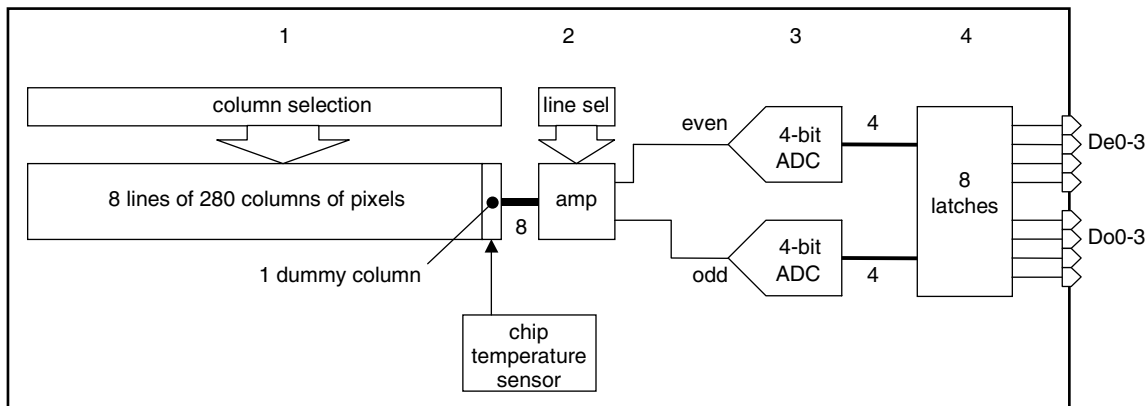 1
2
3
4
column selection
line sel
even
4-bit
ADC
4
De0-3
8 lines of 280 columns of pixels
8
amp
8
latches
1 dummy column
odd
4-bit
ADC
4
Do0-3
chip
temperature
sensor